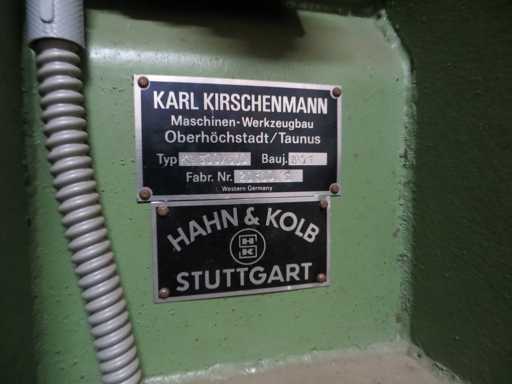 KARL KIRSCHENMANN
Maschinen-Werkzeugbau
Oberhöchstadt/Taunus
Typ Bauj.
Fabr. Nr.
Western Germany
HAHN & KOLB
H
K
STUTTGART